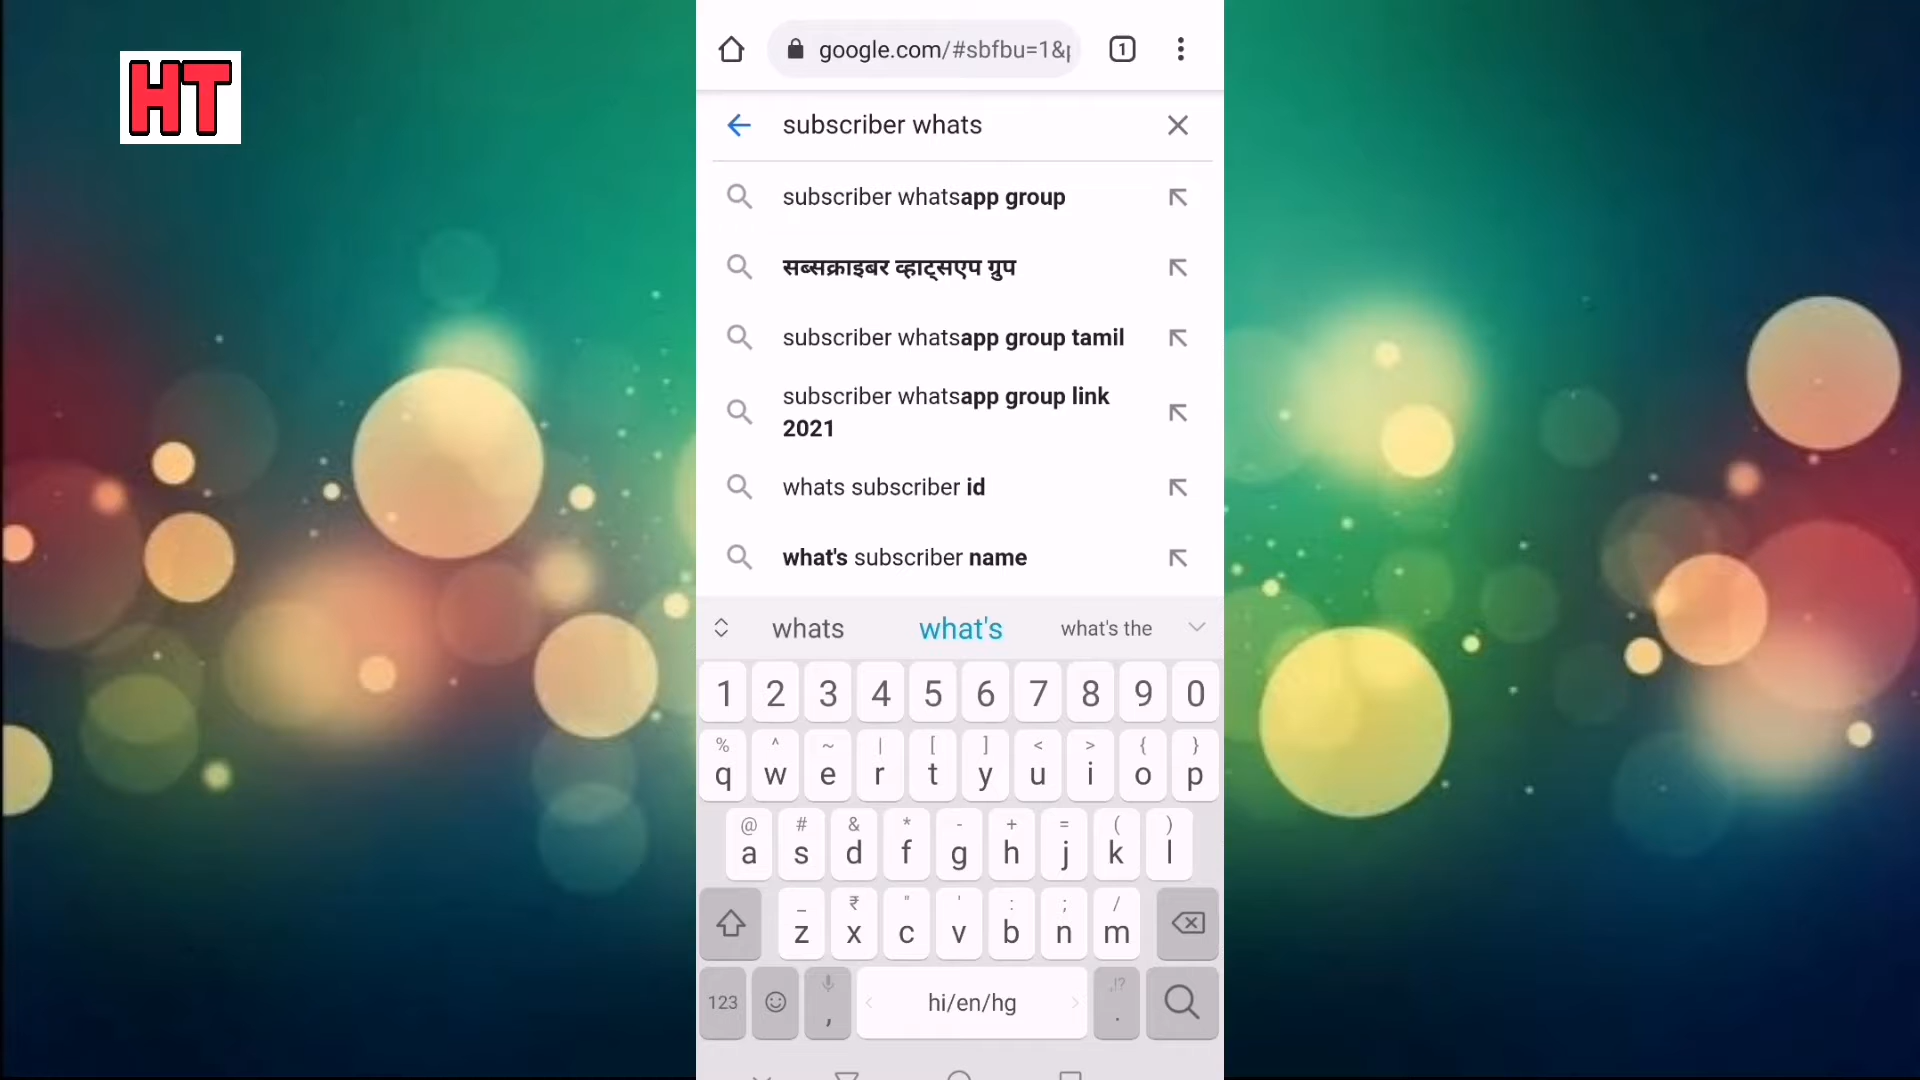 HT
google.com/#sbfbu=1&p
1
subscriber whats
subscriber whatsapp group
सब्सक्राइबर व्हाट्सएप ग्रुप
subscriber whatsapp group tamil
subscriber whatsapp group link
2021
whats subscriber id
what's subscriber name
whats what's what's the
1 2 3 4 5 6 7 8 9 0
% ^ ~ | [ ] < > { }
q w e r t y u i o p
@ # & * - + = ( )
a s d f g h j k l
_ ₹ " ' : ; /
z x c v b n m
,!?
123 , hi/en/hg .